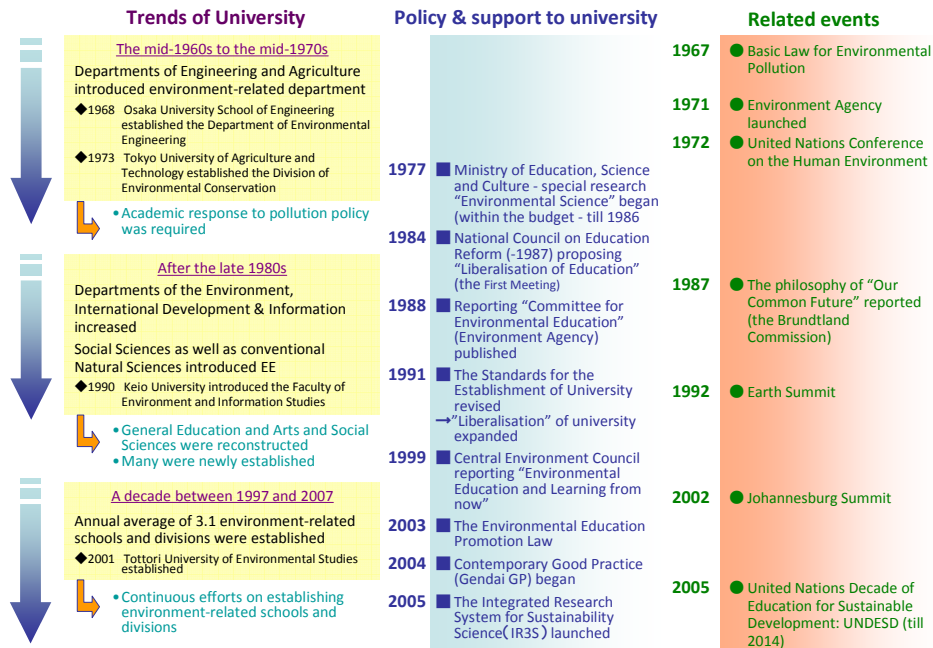 Trends of University
The mid-1960s to the mid-1970s
Departments of Engineering and Agriculture
introduced environment-related department
◆1968 Osaka University School of Engineering
established the Department of Environmental
Engineering
◆1973 Tokyo University of Agriculture and
Technology established the Division of
Environmental Conservation
•Academic response to pollution policy
was required
After the late 1980s
Departments of the Environment,
International Development & Information
increased
Social Sciences as well as conventional
Natural Sciences introduced EE
◆1990 Keio University introduced the Faculty of
Environment and Information Studies
•General Education and Arts and Social
Sciences were reconstructed
•Many were newly established
A decade between 1997 and 2007
Annual average of 3.1 environment-related
schools and divisions were established
◆2001 Tottori University of Environmental Studies
established
•Continuous efforts on establishing
environment-related schools and
divisions
Policy & support to university
1977 ■ Ministry of Education, Science
and Culture - special research
“Environmental Science” began
(within the budget - till 1986
1984 ■ National Council on Education
Reform (-1987) proposing
“Liberalisation of Education”
(the First Meeting)
1988 ■ Reporting “Committee for
Environmental Education”
(Environment Agency)
published
1991 ■ The Standards for the
Establishment of University
revised
→”Liberalisation” of university
expanded
1999 ■ Central Environment Council
reporting “Environmental
Education and Learning from
now”
2003 ■ The Environmental Education
Promotion Law
2004 ■ Contemporary Good Practice
(Gendai GP) began
2005 ■ The Integrated Research
System for Sustainability
Science(IR3S) launched
Related events
1967 ● Basic Law for Environmental
Pollution
1971 ● Environment Agency
launched
1972 ● United Nations Conference
on the Human Environment
1987 ● The philosophy of “Our
Common Future” reported
(the Brundtland
Commission)
1992 ● Earth Summit
2002 ● Johannesburg Summit
2005 ● United Nations Decade of
Education for Sustainable
Development: UNDESD (till
2014)